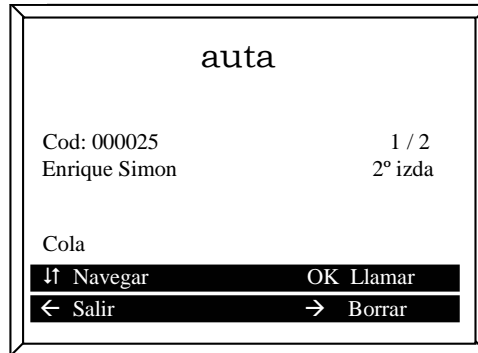 auta
Cod: 000025 1 / 2
Enrique Simon 2º izda
Cola
↓↑ Navegar OK Llamar
← Salir → Borrar